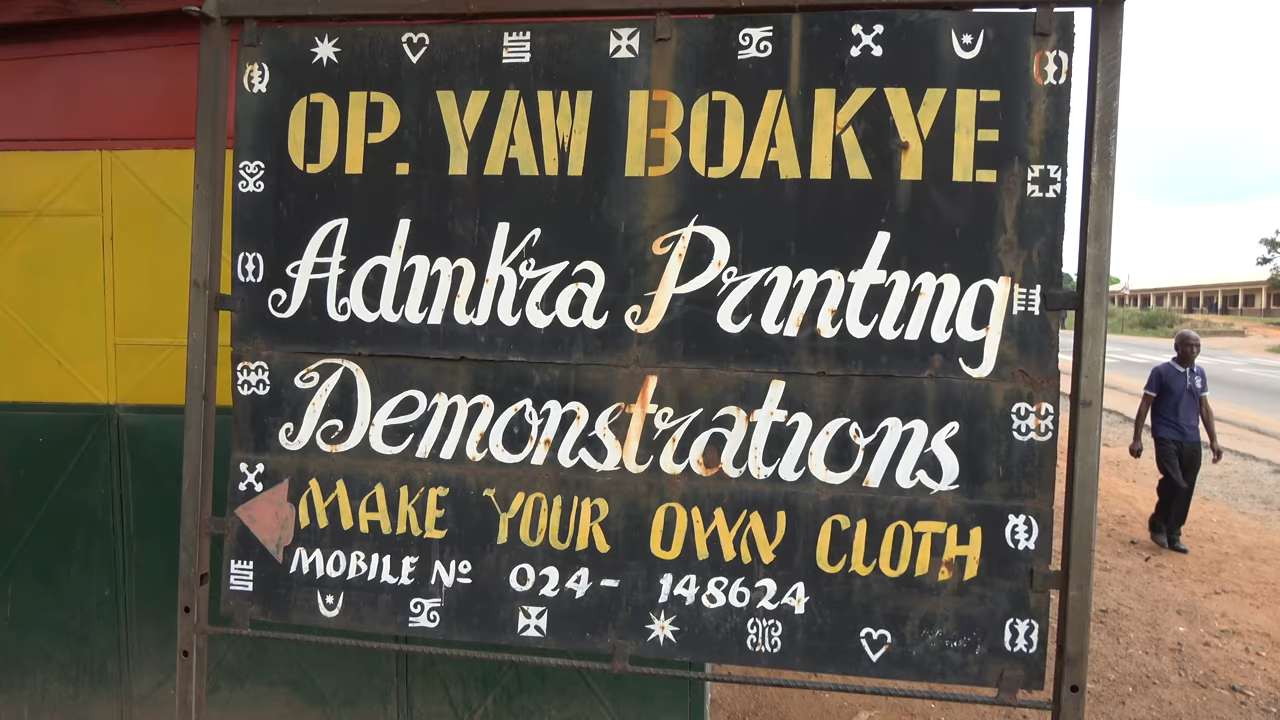 OP. YAW BOAKYE
Adinkra Printing
Demonstrations
MAKE YOUR OWN CLOTH
MOBILE Nº 024- 148624